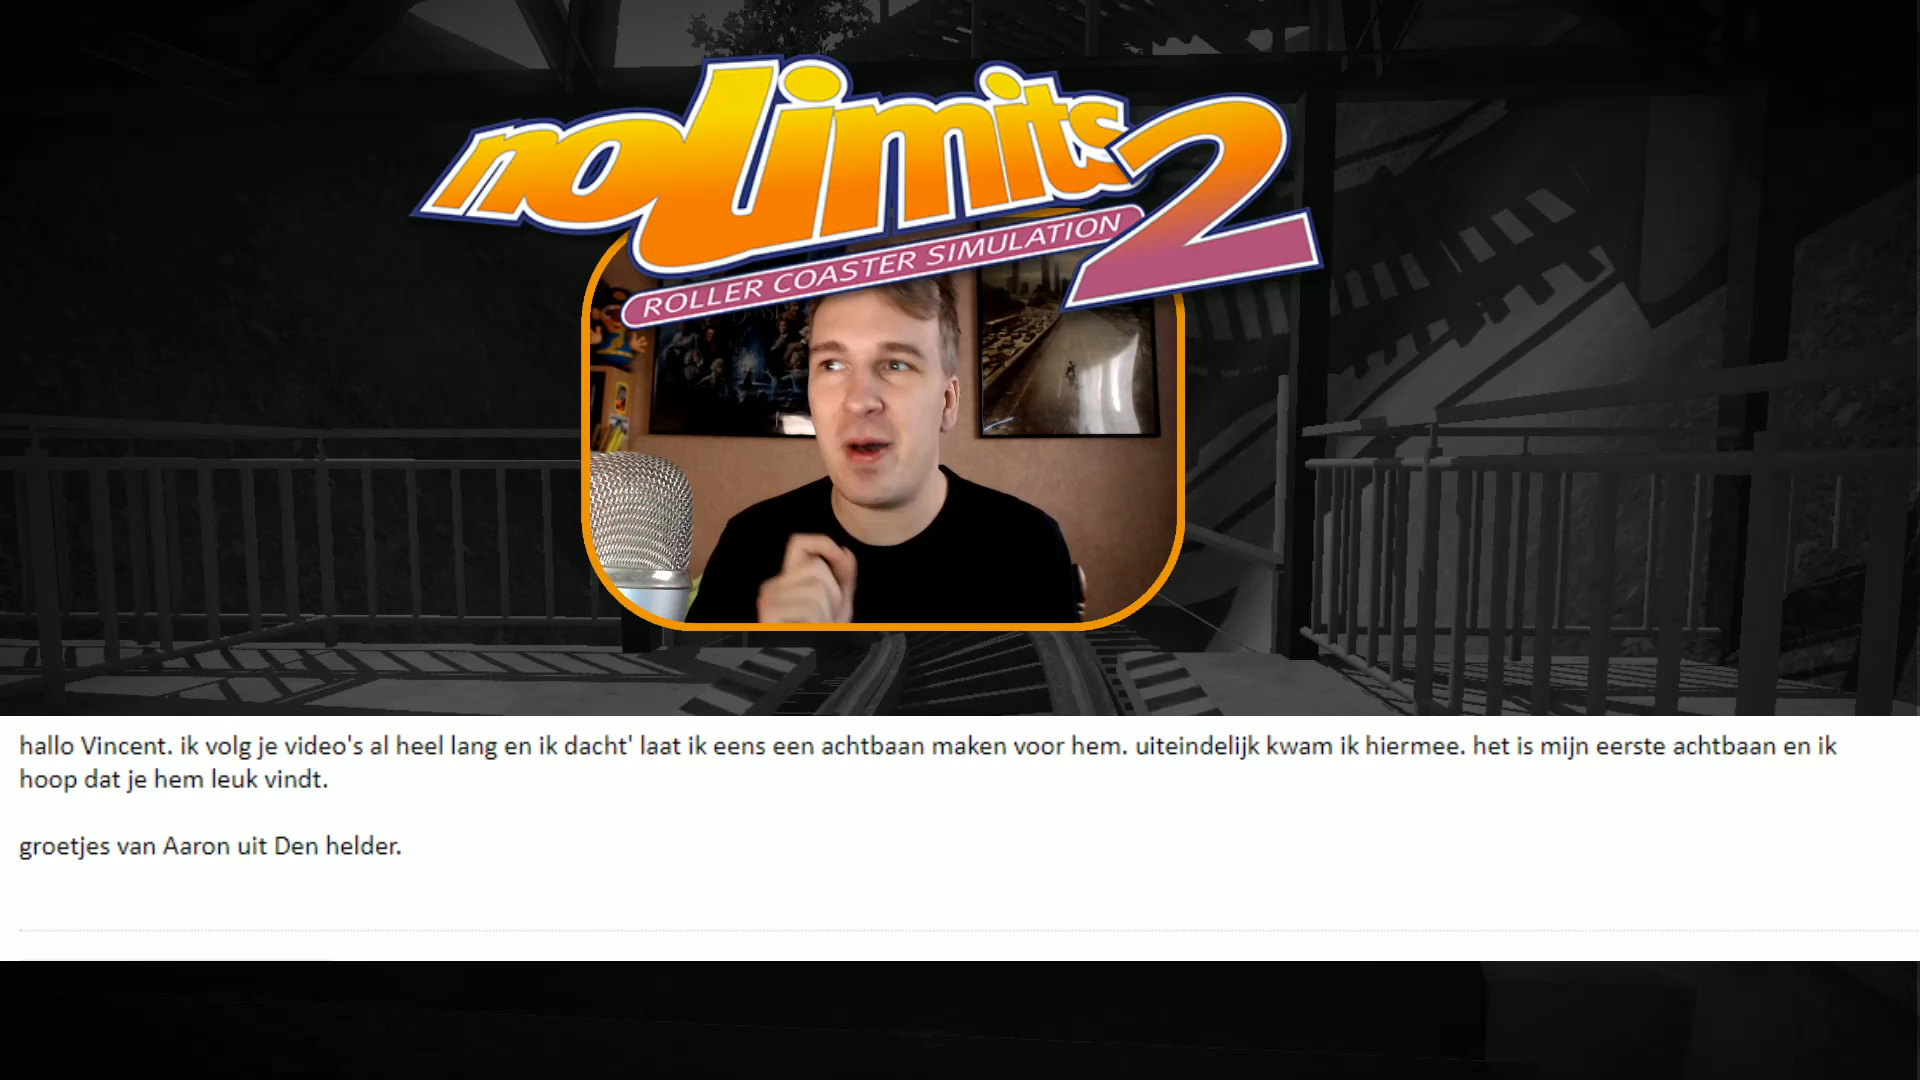 noLimits 2
ROLLER COASTER SIMULATION
hallo Vincent. ik volg je video's al heel lang en ik dacht' laat ik eens een achtbaan maken voor hem. uiteindelijk kwam ik hiermee. het is mijn eerste achtbaan en ik
hoop dat je hem leuk vindt.
groetjes van Aaron uit Den helder.